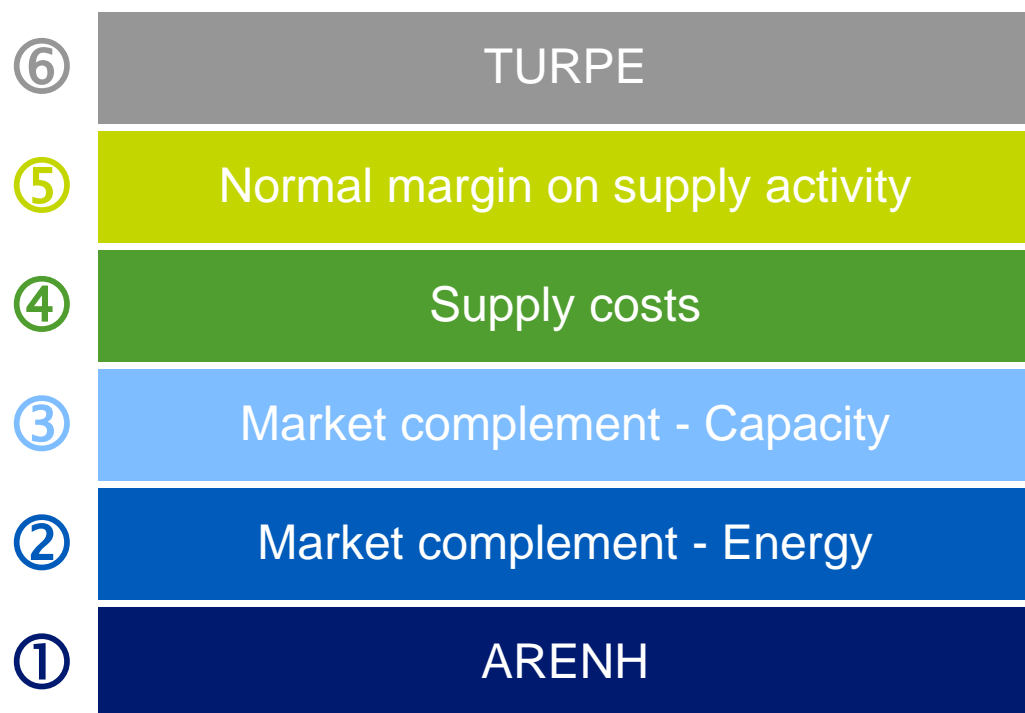 ⑥ TURPE
⑤ Normal margin on supply activity
④ Supply costs
③ Market complement - Capacity
② Market complement - Energy
① ARENH